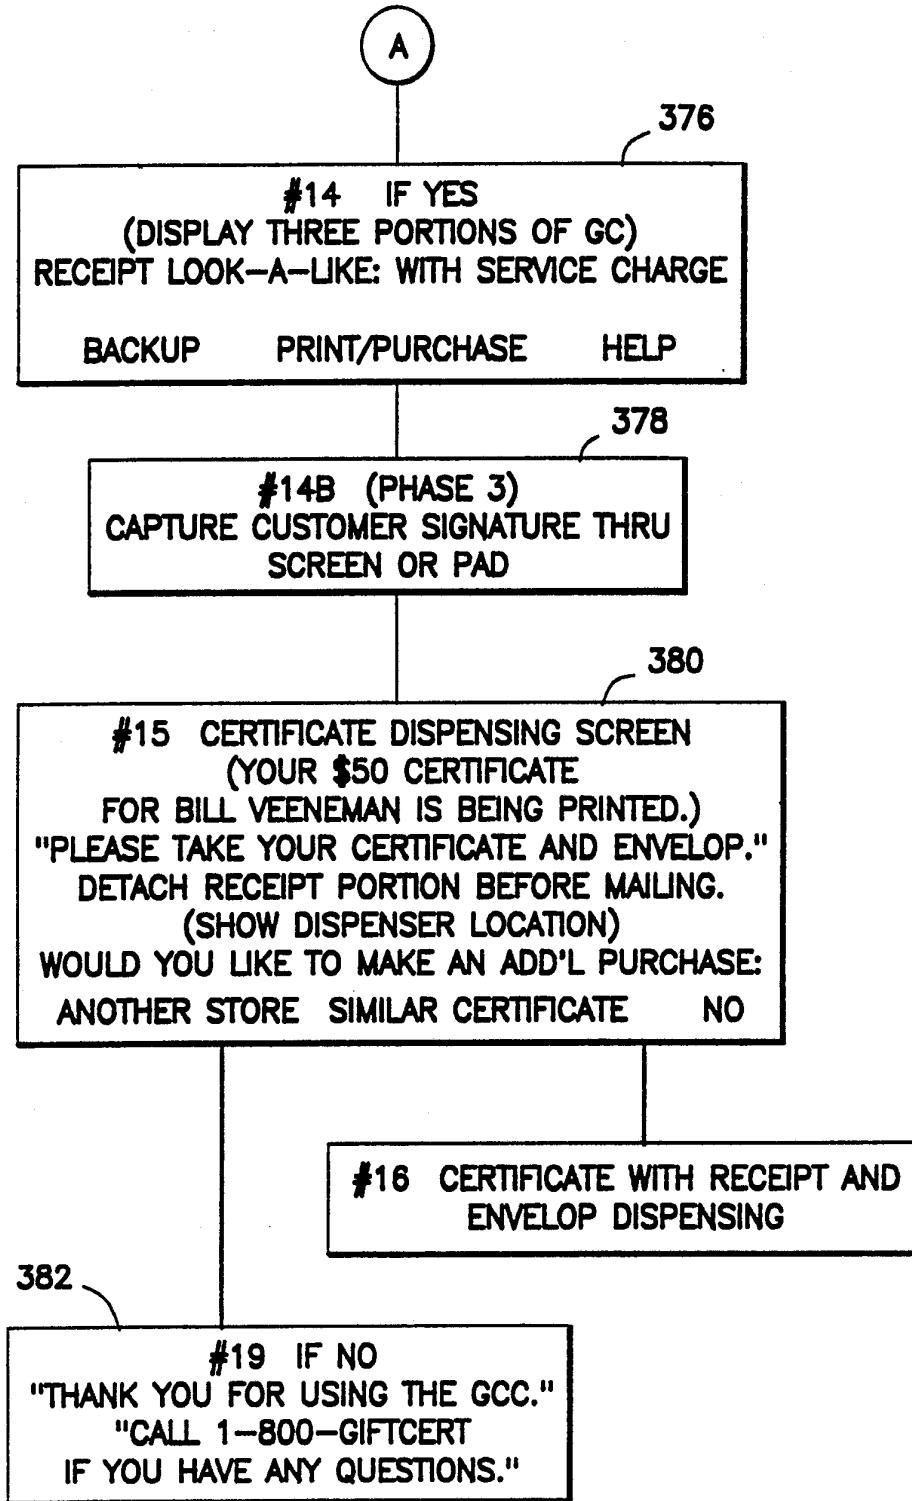 A
376
#14 IF YES
(DISPLAY THREE PORTIONS OF GC)
RECEIPT LOOK-A-LIKE: WITH SERVICE CHARGE
BACKUP PRINT/PURCHASE HELP
378
#14B (PHASE 3)
CAPTURE CUSTOMER SIGNATURE THRU
SCREEN OR PAD
380
#15 CERTIFICATE DISPENSING SCREEN
(YOUR $50 CERTIFICATE
FOR BILL VEENEMAN IS BEING PRINTED.)
"PLEASE TAKE YOUR CERTIFICATE AND ENVELOP."
DETACH RECEIPT PORTION BEFORE MAILING.
(SHOW DISPENSER LOCATION)
WOULD YOU LIKE TO MAKE AN ADD'L PURCHASE:
ANOTHER STORE SIMILAR CERTIFICATE NO
#16 CERTIFICATE WITH RECEIPT AND
ENVELOP DISPENSING
382
#19 IF NO
"THANK YOU FOR USING THE GCC."
"CALL 1-800-GIFTCERT
IF YOU HAVE ANY QUESTIONS."